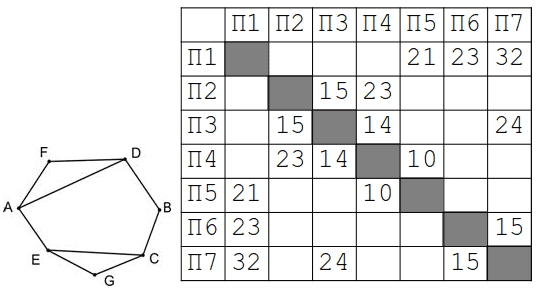 П1 П2 П3 П4 П5 П6 П7
П1 21 23 32
П2 15 23
П3 15 14 24
П4 23 14 10
П5 21 10
П6 23 15
П7 32 24 15
F D
A B
E C
G